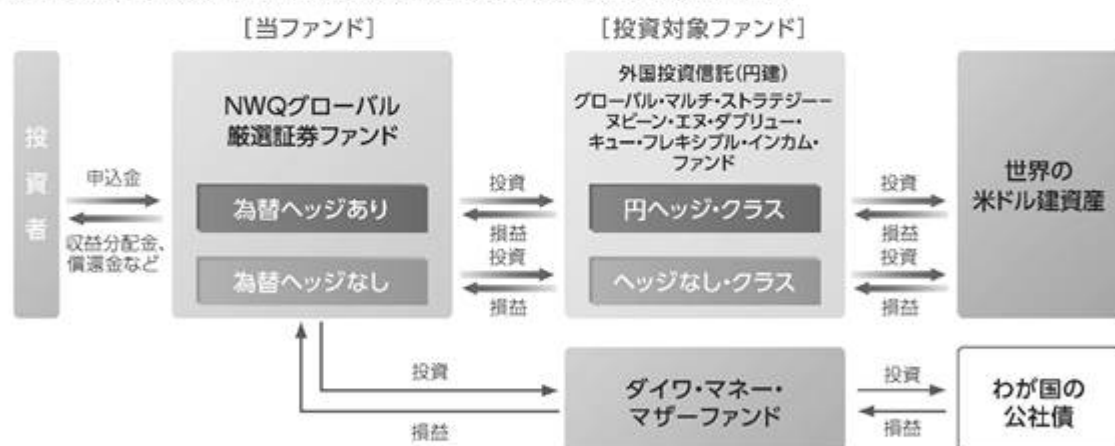 [当ファンド]
[投資対象ファンド]
投資者
申込金
収益分配金、
償還金など
NWQグローバル
厳選証券ファンド
為替ヘッジあり
為替ヘッジなし
投資
損益
投資
損益
外国投資信託(円建)
グローバル・マルチ・ストラテジー−
ヌビーン・エヌ・ダブリュー・
キュー・フレキシブル・インカム・
ファンド
円ヘッジ・クラス
ヘッジなし・クラス
投資
損益
投資
損益
世界の
米ドル建資産
投資
損益
ダイワ・マネー・
マザーファンド
投資
損益
わが国の
公社債